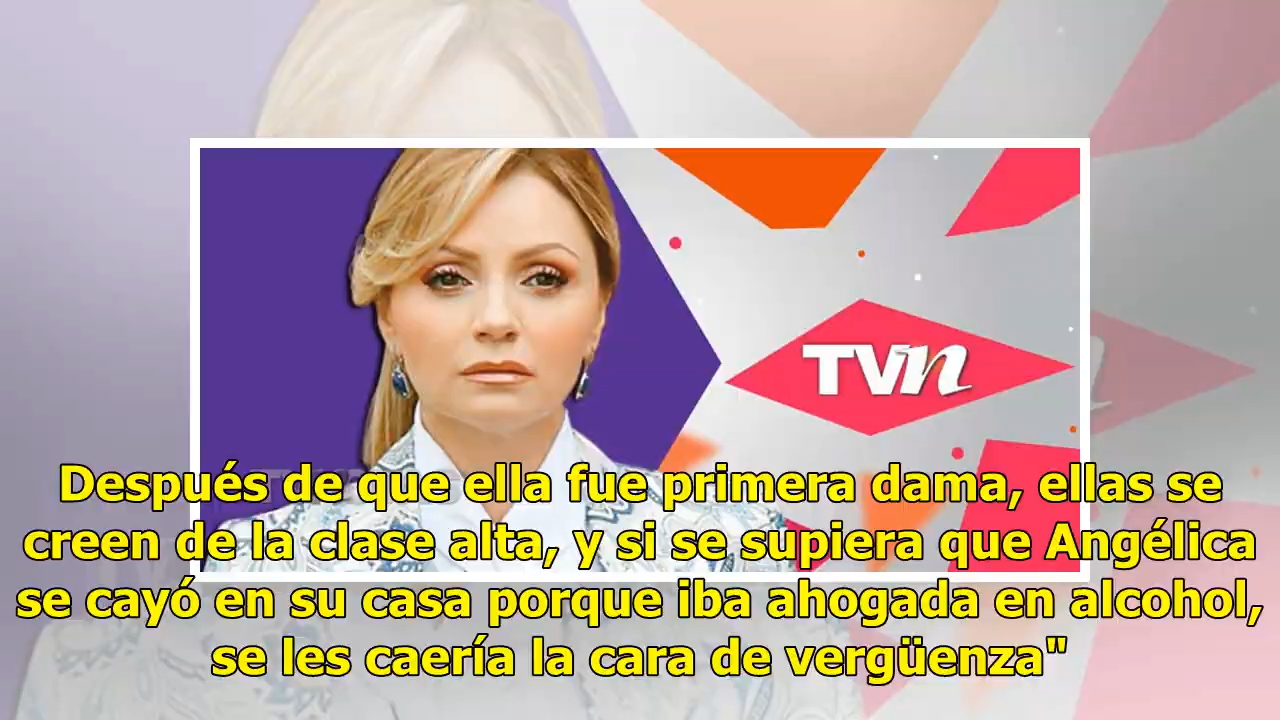 TVn
Después de que ella fue primera dama, ellas se
creen de la clase alta, y si se supiera que Angélica
se cayó en su casa porque iba ahogada en alcohol,
se les caería la cara de vergüenza"